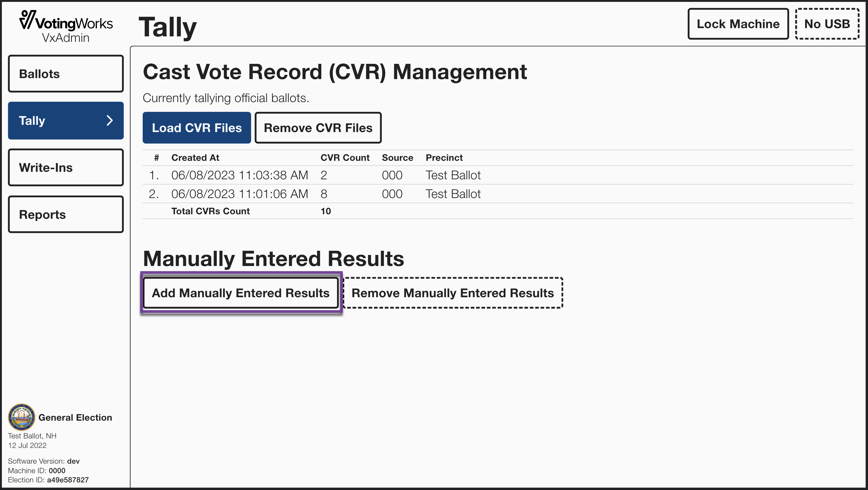 VotingWorks
VxAdmin
Tally
Lock Machine
No USB
Ballots
Tally
Write-Ins
Reports
Cast Vote Record (CVR) Management
Currently tallying official ballots.
Load CVR Files
Remove CVR Files
# Created At CVR Count Source Precinct
1. 06/08/2023 11:03:38 AM 2 000 Test Ballot
2. 06/08/2023 11:01:06 AM 8 000 Test Ballot
Total CVRs Count 10
Manually Entered Results
Add Manually Entered Results
Remove Manually Entered Results
General Election
Test Ballot, NH
12 Jul 2022
Software Version: dev
Machine ID: 0000
Election ID: a49e587827